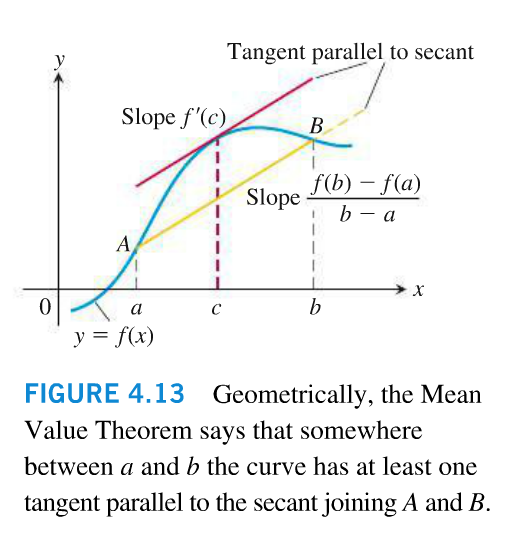 y
Tangent parallel to secant
Slope f′(c)
B
Slope f(b) − f(a)
b − a
A
0
a
c
b
x
y = f(x)
FIGURE 4.13 Geometrically, the Mean
Value Theorem says that somewhere
between a and b the curve has at least one
tangent parallel to the secant joining A and B.